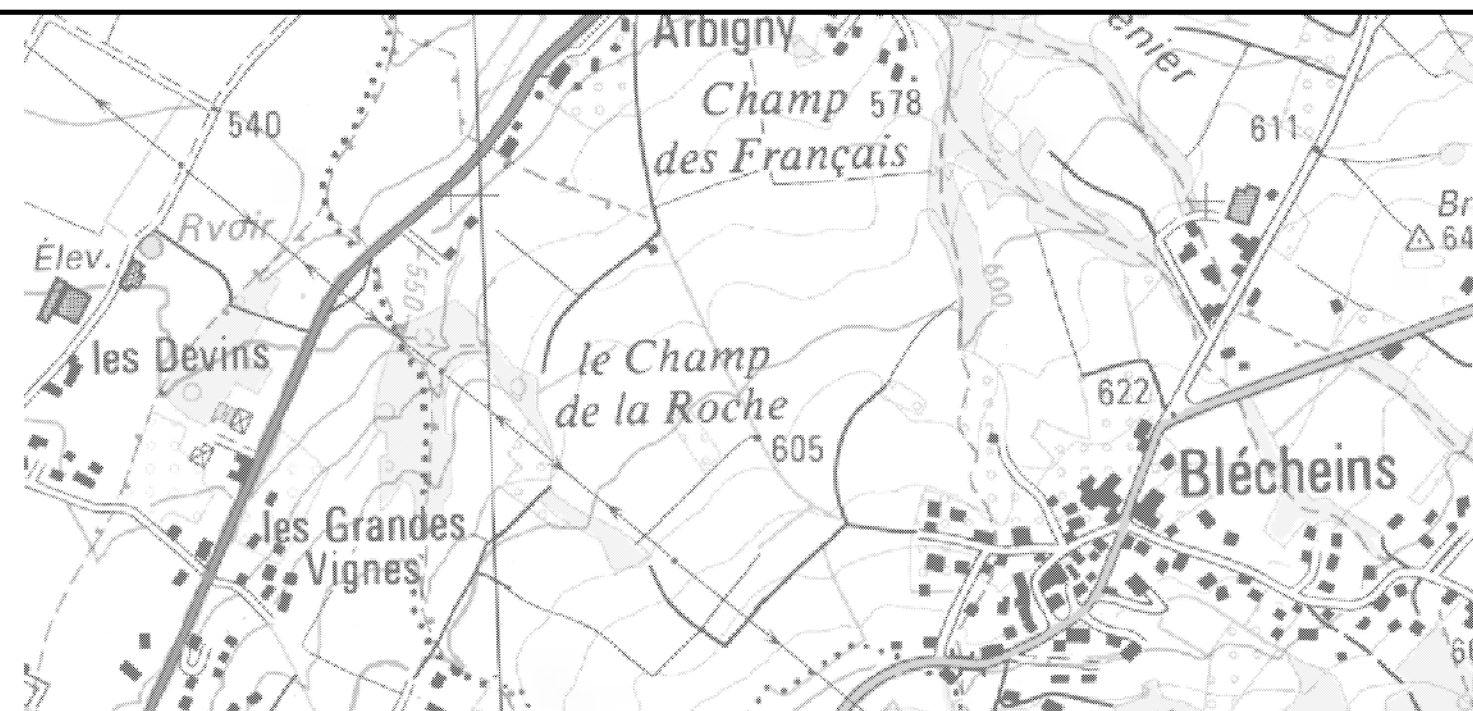 Arbigny
Champ 578
des Français
540
611
Rvoir
Élev.
550
600
les Devins
le Champ
de la Roche
622
605
Blécheins
les Grandes
Vignes